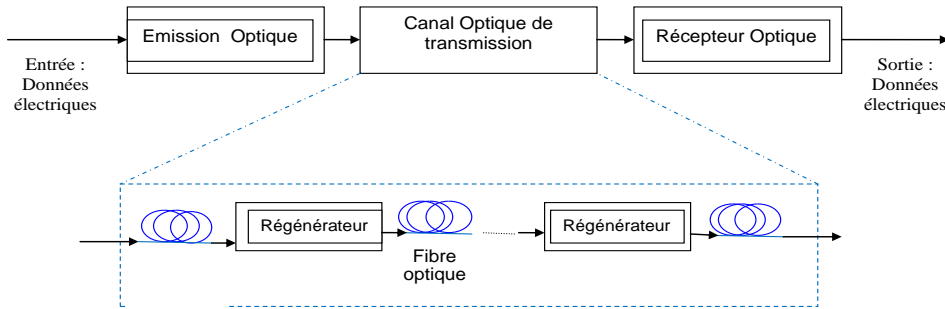 Emission Optique
Canal Optique de
transmission
Récepteur Optique
Entrée :
Données
électriques
Sortie :
Données
électriques
Régénérateur
Régénérateur
Fibre
optique